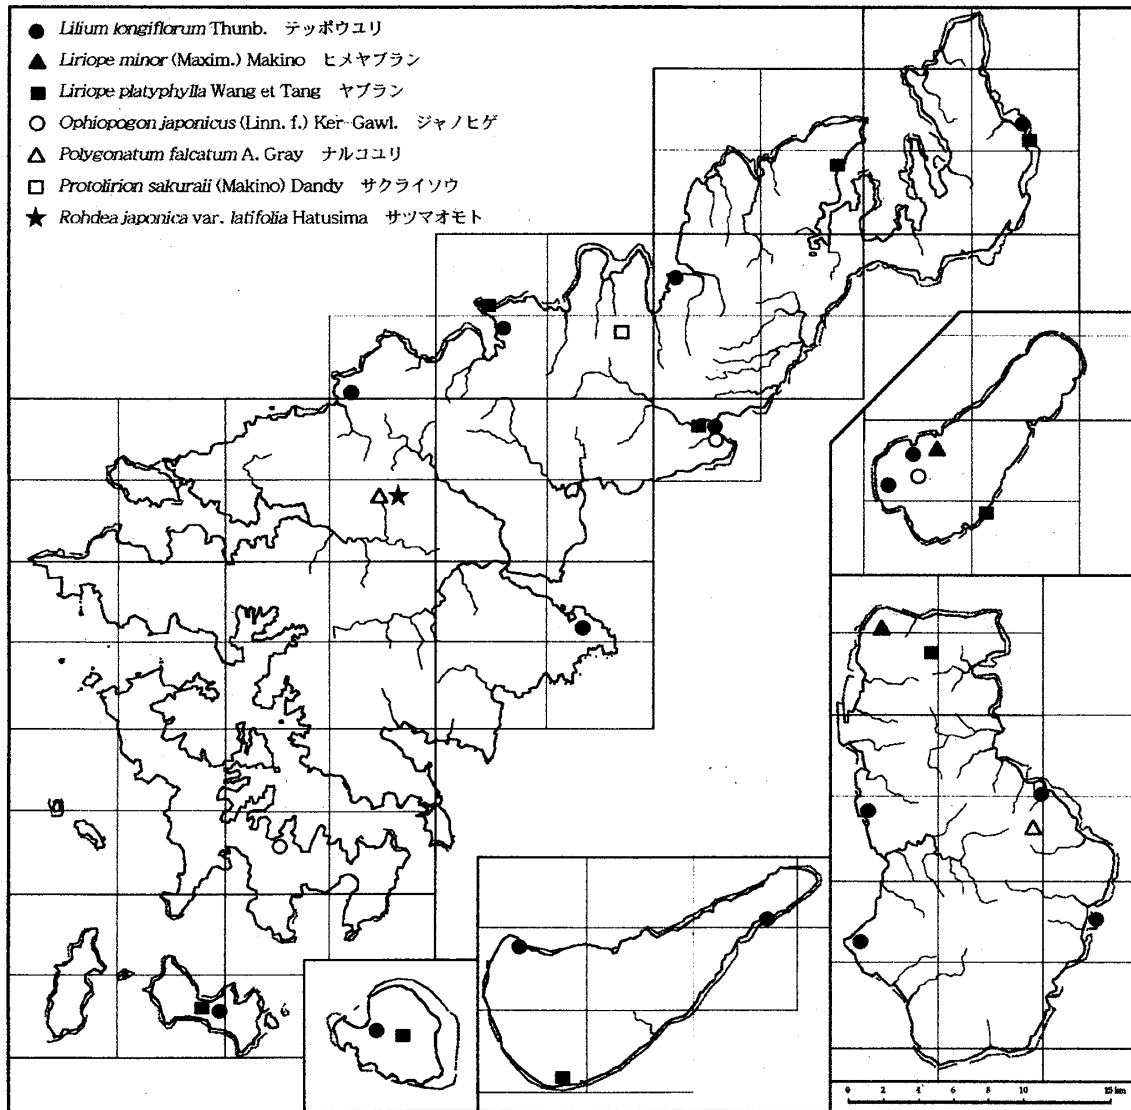 ● Lilium longiflorum Thunb. テッポウユリ
▲ Liriope minor (Maxim.) Makino ヒメヤブラン
■ Liriope platyphylla Wang et Tang ヤブラン
○ Ophiopogon japonicus (Linn. f.) Ker-Gawl. ジャノヒゲ
△ Polygonatum falcatum A. Gray ナルコユリ
□ Protolirion sakuraii (Makino) Dandy サクライソウ
★ Rohdea japonica var. latifolia Hatusima サツマオモト
0 2 4 6 8 10 15 km